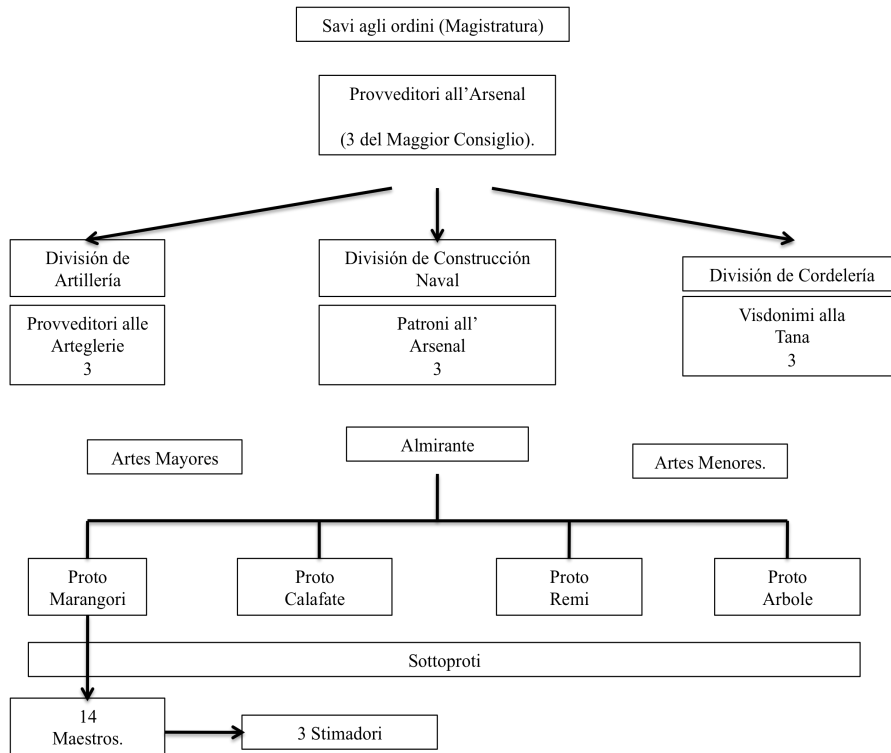 Savi agli ordini (Magistratura)
Provveditori all’Arsenal
(3 del Maggior Consiglio).
División de
Artillería
División de Construcción
Naval
División de Cordelería
Provveditori alle
Arteglerie
3
Patroni all’
Arsenal
3
Visdonimi alla
Tana
3
Artes Mayores
Almirante
Artes Menores.
Proto
Marangori
Proto
Calafate
Proto
Remi
Proto
Arbole
Sottoproti
14
Maestros.
3 Stimadori